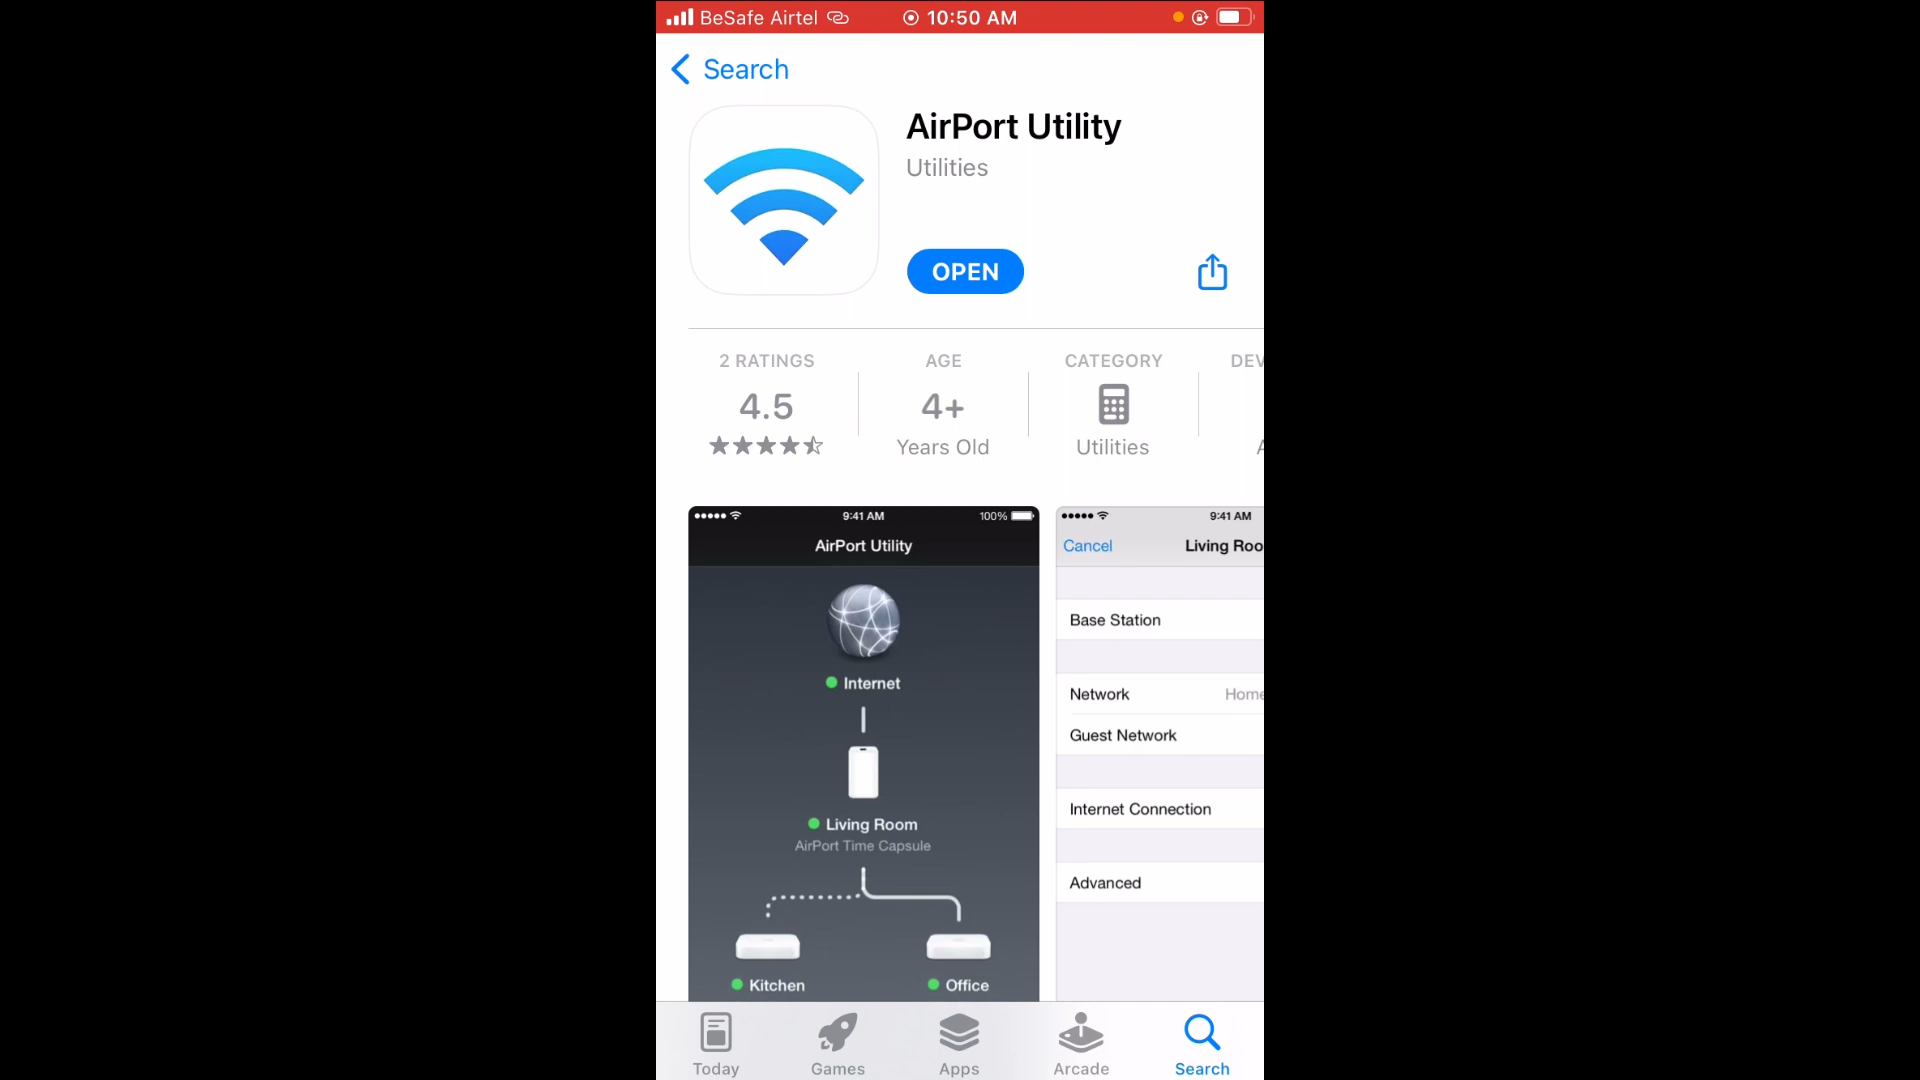 BeSafe Airtel 10:50 AM
Search
AirPort Utility
Utilities
OPEN
2 RATINGS AGE CATEGORY DEV
4.5 4+
Years Old Utilities A
9:41 AM 100% 9:41 AM
AirPort Utility Cancel Living Roo
Base Station
Internet Network Home
Guest Network
Internet Connection
Living Room
AirPort Time Capsule
Advanced
Kitchen Office
Today Games Apps Arcade Search